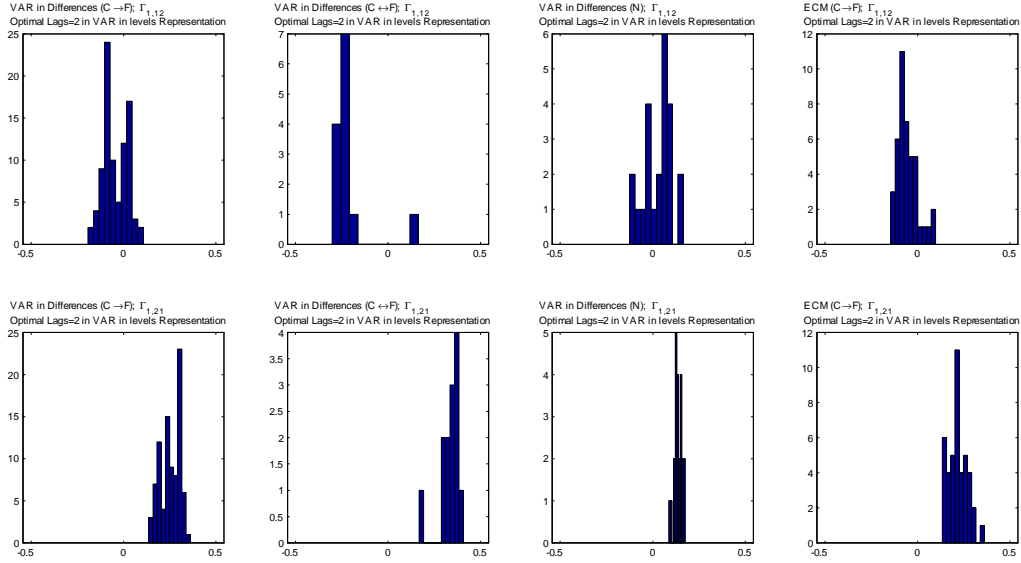 VAR in Differences (C →F); Γ1,12
Optimal Lags=2 in VAR in levels Representation
25
20
15
10
5
0
-0.5 0 0.5
VAR in Differences (C ↔F); Γ1,12
Optimal Lags=2 in VAR in levels Representation
7
6
5
4
3
2
1
0
-0.5 0 0.5
VAR in Differences (N); Γ1,12
Optimal Lags=2 in VAR in levels Representation
6
5
4
3
2
1
0
-0.5 0 0.5
ECM (C→F); Γ1,12
Optimal Lags=2 in VAR in levels Representation
12
10
8
6
4
2
0
-0.5 0 0.5
VAR in Differences (C →F); Γ1,21
Optimal Lags=2 in VAR in levels Representation
25
20
15
10
5
0
-0.5 0 0.5
VAR in Differences (C ↔F); Γ1,21
Optimal Lags=2 in VAR in levels Representation
4
3.5
3
2.5
2
1.5
1
0.5
0
-0.5 0 0.5
VAR in Differences (N); Γ1,21
Optimal Lags=2 in VAR in levels Representation
5
4
3
2
1
0
-0.5 0 0.5
ECM (C→F); Γ1,21
Optimal Lags=2 in VAR in levels Representation
12
10
8
6
4
2
0
-0.5 0 0.5